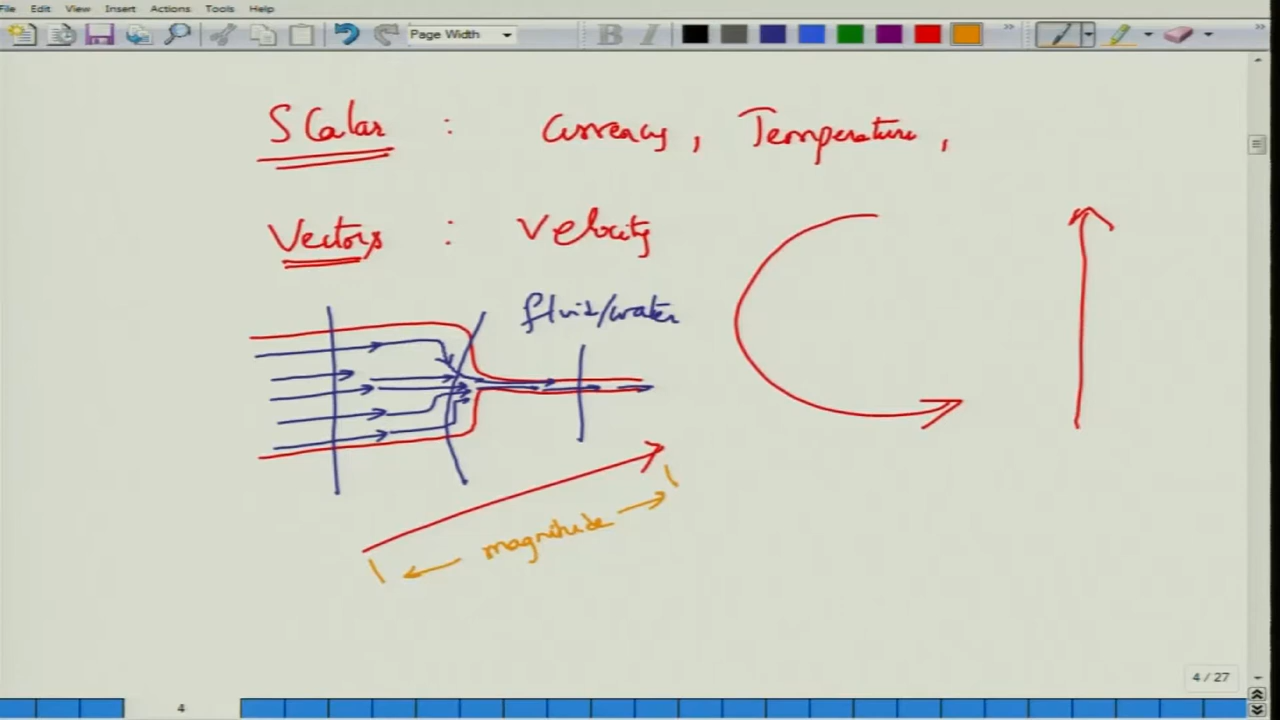 File Edit View Insert Actions Tools Help
Page Width
B I
Scalar : Currency, Temperature,
Vectors : Velocity
fluid/water
magnitude
4 / 27
4